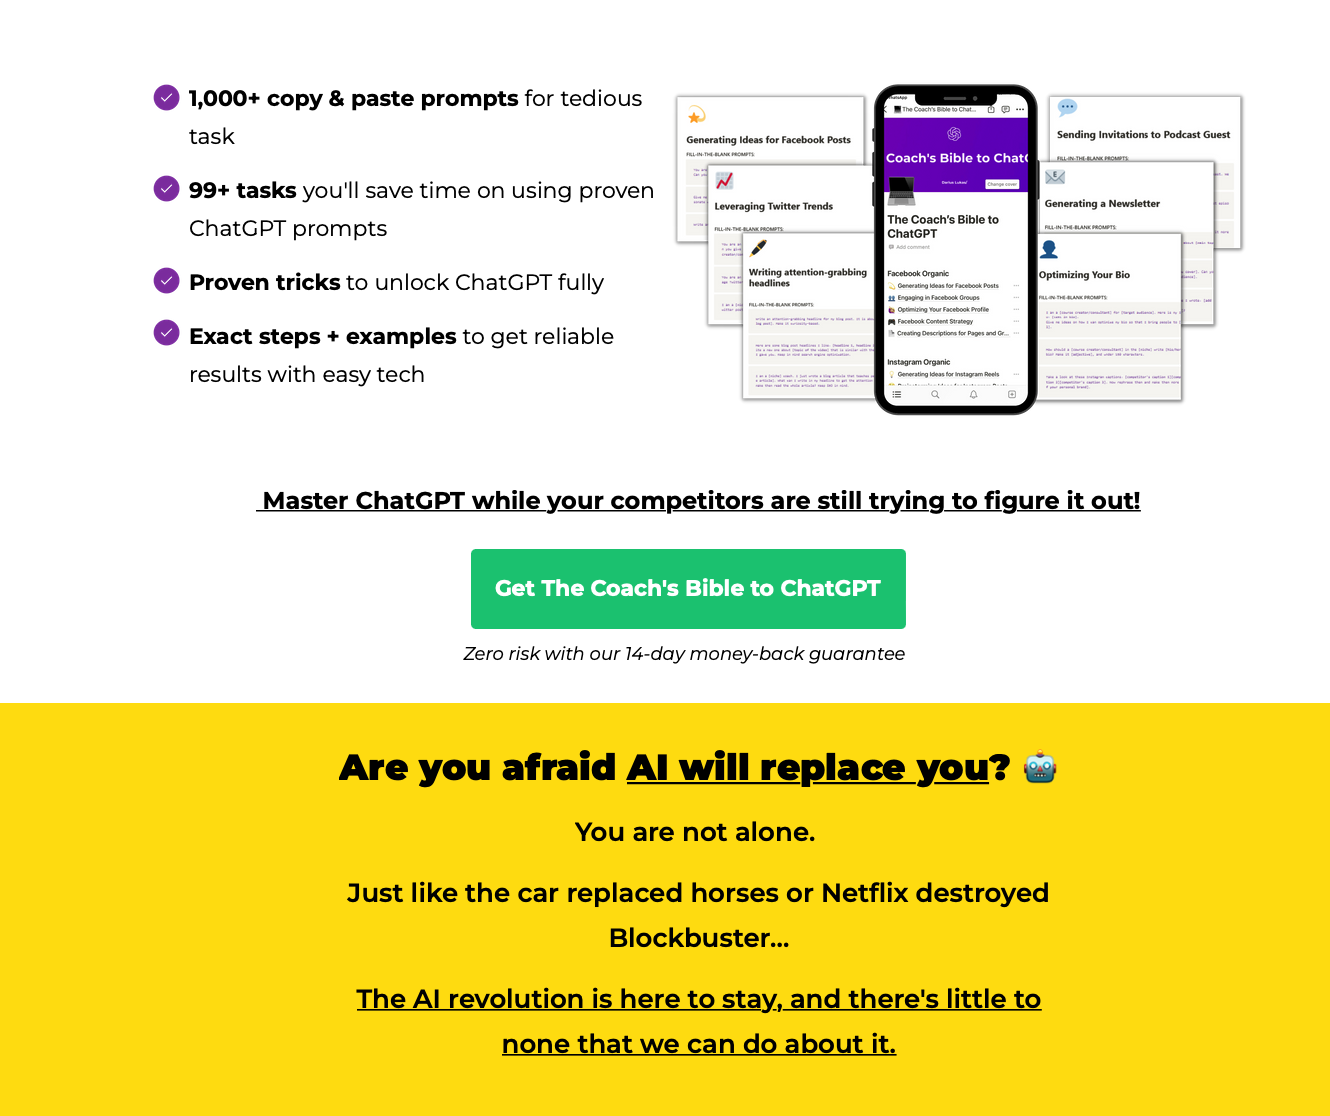 1,000+ copy & paste prompts for tedious
task
99+ tasks you'll save time on using proven
ChatGPT prompts
Proven tricks to unlock ChatGPT fully
Exact steps + examples to get reliable
results with easy tech
Generating Ideas for Facebook Posts
FILL-IN-THE-BLANK PROMPTS:
Leveraging Twitter Trends
FILL-IN-THE-BLANK PROMPTS:
Writing attention-grabbing
headlines
FILL-IN-THE-BLANK PROMPTS:
WhatsApp
The Coach's Bible to Chat...
Coach's Bible to Chat
Darius Lukas/
Change cover
The Coach's Bible to
ChatGPT
Add comment
Facebook Organic
Generating Ideas for Facebook Posts
Engaging in Facebook Groups
Optimizing Your Facebook Profile
Facebook Content Strategy
Creating Descriptions for Pages and Gr...
Instagram Organic
Generating Ideas for Instagram Reels
Sending Invitations to Podcast Guest
FILL-IN-THE-BLANK PROMPTS:
Generating a Newsletter
FILL-IN-THE-BLANK PROMPTS:
Optimizing Your Bio
FILL-IN-THE-BLANK PROMPTS:
Master ChatGPT while your competitors are still trying to figure it out!
Get The Coach's Bible to ChatGPT
Zero risk with our 14-day money-back guarantee
Are you afraid AI will replace you? 🤖
You are not alone.
Just like the car replaced horses or Netflix destroyed
Blockbuster...
The AI revolution is here to stay, and there's little to
none that we can do about it.